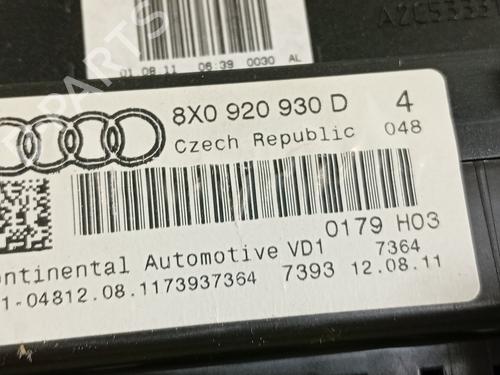 01.08.11 06:39 0030 AL
8X0 920 930 D 4
Czech Republic 048
0179 H03
ontinental Automotive VD1 7364
1-04812.08.1173937364 7393 12.08.11